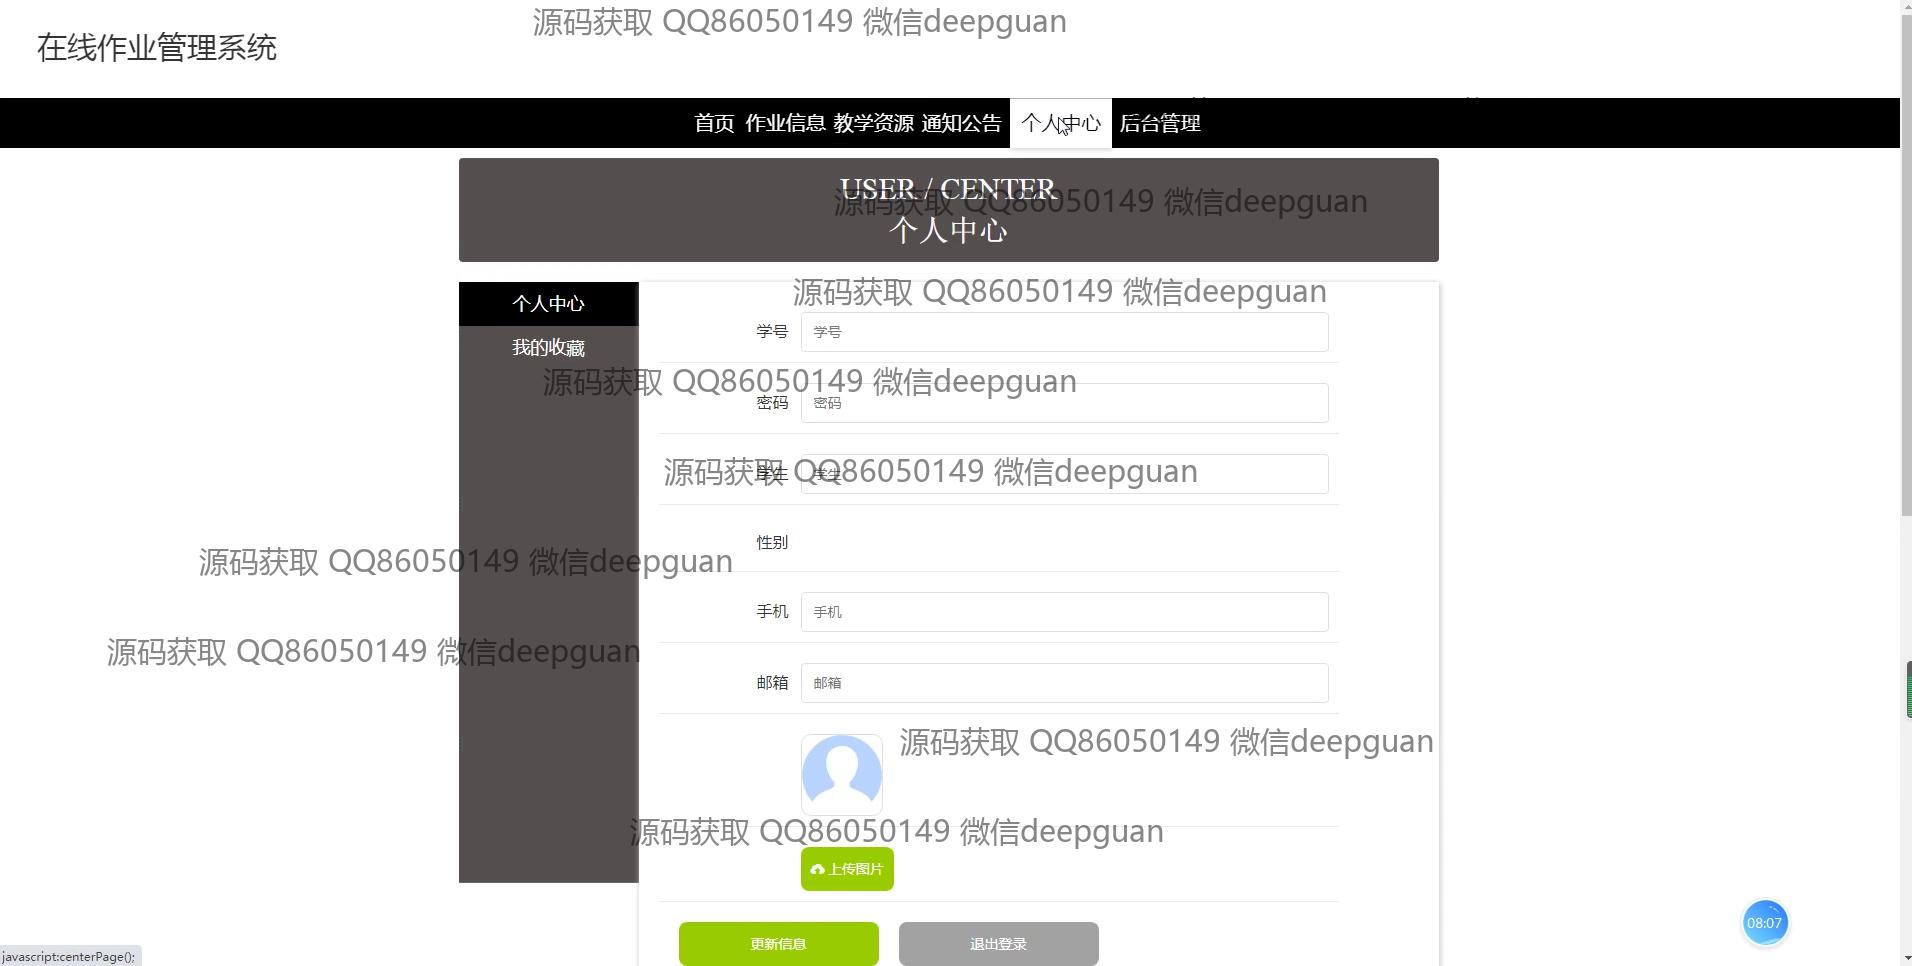 源码获取 QQ86050149 微信deepguan
在线作业管理系统
首页 作业信息 教学资源 通知公告 个人中心 后台管理
USER / CENTER
源码获取 QQ86050149 微信deepguan
个人中心
源码获取 QQ86050149 微信deepguan
个人中心
学号 学号
我的收藏
源码获取 QQ86050149 微信deepguan
密码 密码
源码获取 QQ86050149 微信deepguan
学生 学生
性别
源码获取 QQ86050149 微信deepguan
手机 手机
源码获取 QQ86050149 微信deepguan
邮箱 邮箱
源码获取 QQ86050149 微信deepguan
源码获取 QQ86050149 微信deepguan
上传图片
08:07
更新信息 退出登录
javascript:centerPage();